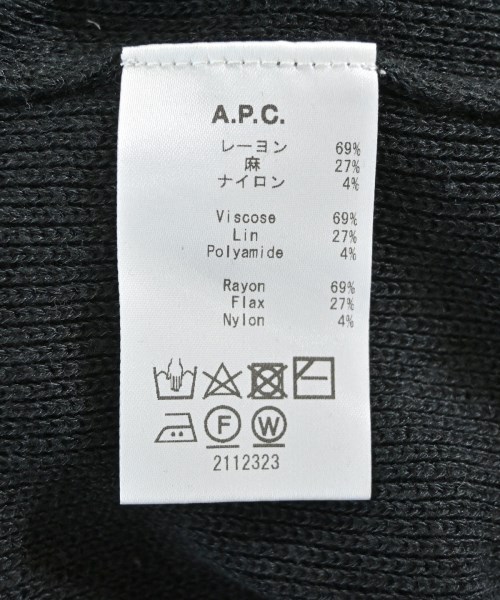 A.P.C.
レーヨン 69%
麻 27%
ナイロン 4%
Viscose 69%
Lin 27%
Polyamide 4%
Rayon 69%
Flax 27%
Nylon 4%
F W
2112323